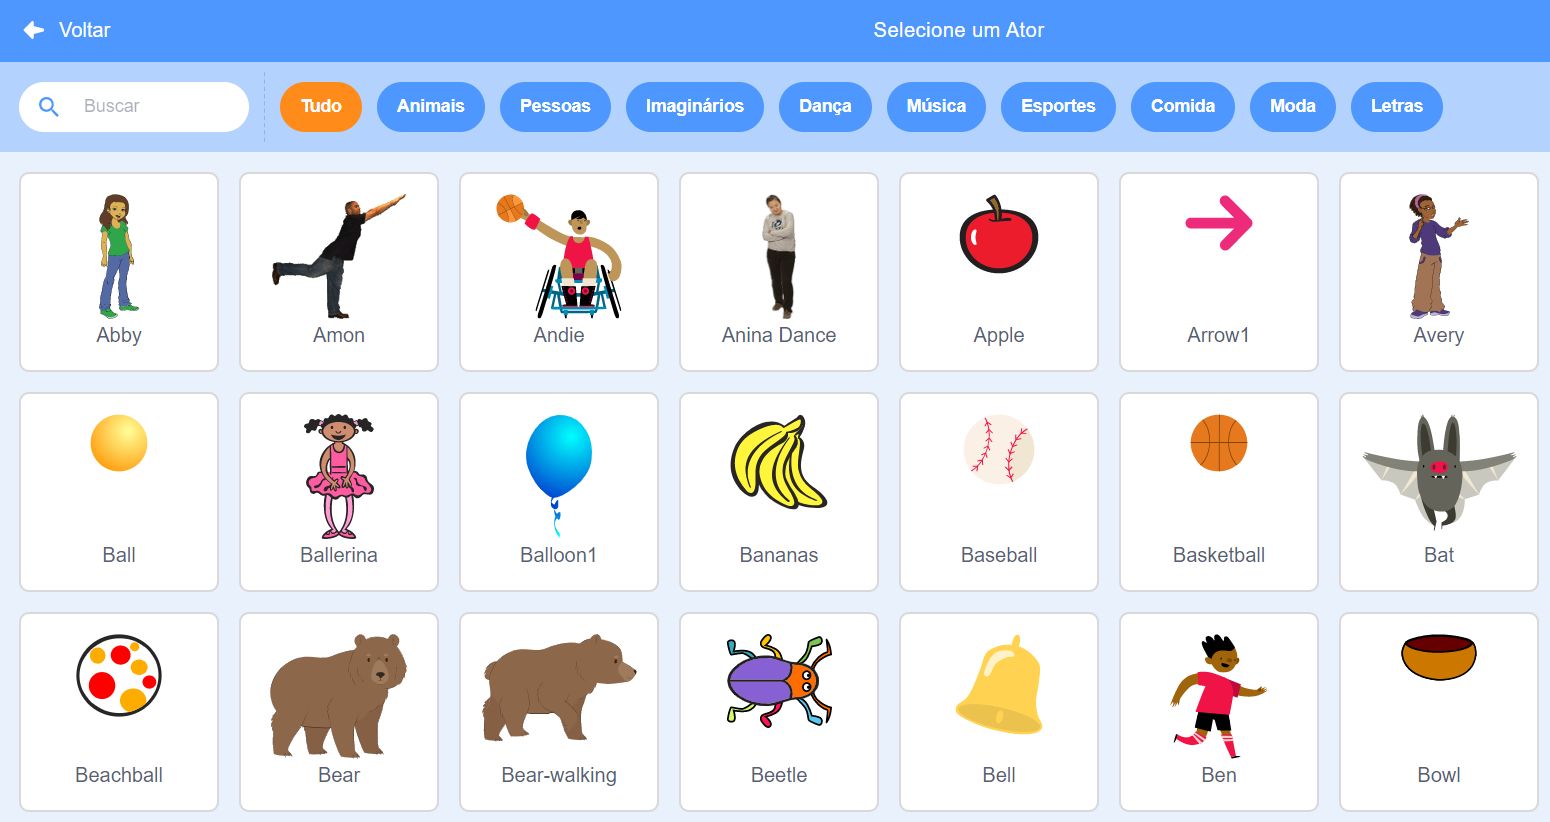 Voltar
Selecione um Ator
Buscar
Tudo
Animais
Pessoas
Imaginários
Dança
Música
Esportes
Comida
Moda
Letras
Abby
Amon
Andie
Anina Dance
Apple
Arrow1
Avery
Ball
Ballerina
Balloon1
Bananas
Baseball
Basketball
Bat
Beachball
Bear
Bear-walking
Beetle
Bell
Ben
Bowl